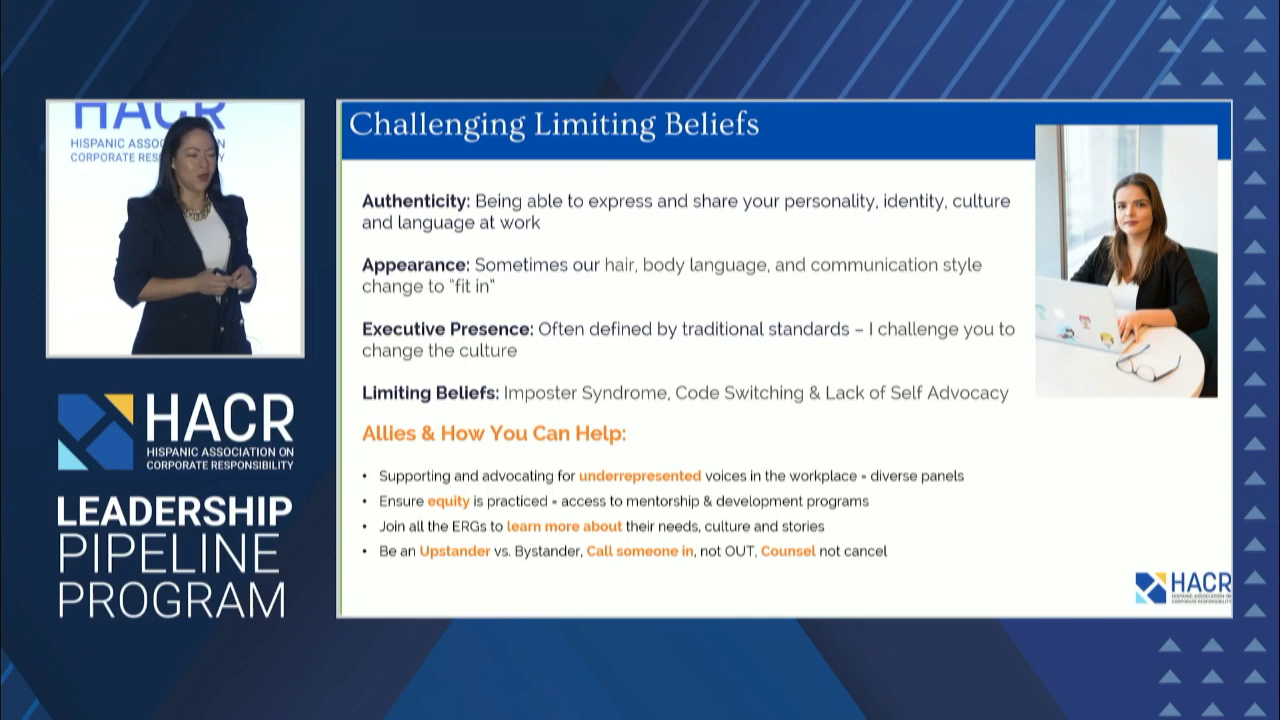 HACR
HISPANIC ASSOC
CORPORATE RES
Y
HACR
HISPANIC ASSOCIATION ON
CORPORATE RESPONSIBILITY
LEADERSHIP
PIPELINE
PROGRAM
Challenging Limiting Beliefs
Authenticity: Being able to express and share your personality, identity, culture
and language at work
Appearance: Sometimes our hair, body language, and communication style
change to "fit in"
Executive Presence: Often defined by traditional standards – I challenge you to
change the culture
Limiting Beliefs: Imposter Syndrome, Code Switching & Lack of Self Advocacy
Allies & How You Can Help:
• Supporting and advocating for underrepresented voices in the workplace = diverse panels
• Ensure equity is practiced = access to mentorship & development programs
• Join all the ERGs to learn more about their needs, culture and stories
• Be an Upstander vs. Bystander, Call someone in, not OUT, Counsel not cancel
HACR
HISPANIC ASSOCIATION ON
CORPORATE RESPONSIBILITY